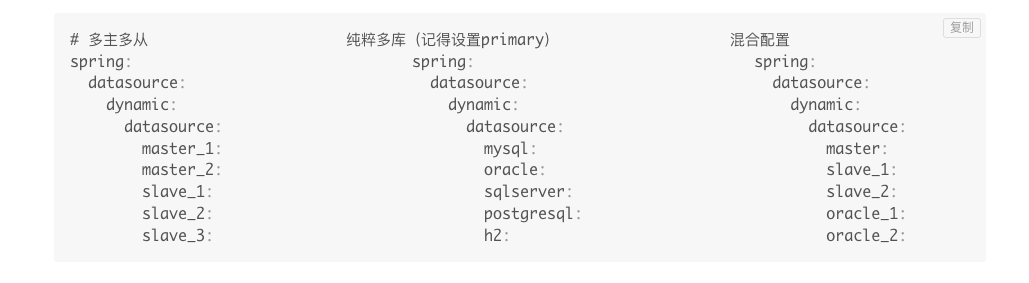 复制
# 多主多从                        纯粹多库（记得设置primary）                   混合配置
spring:                               spring:                               spring:
  datasource:                           datasource:                           datasource:
    dynamic:                              dynamic:                              dynamic:
      datasource:                           datasource:                           datasource:
        master_1:                             mysql:                                master:
        master_2:                             oracle:                               slave_1:
        slave_1:                              sqlserver:                            slave_2:
        slave_2:                              postgresql:                           oracle_1:
        slave_3:                              h2:                                   oracle_2: